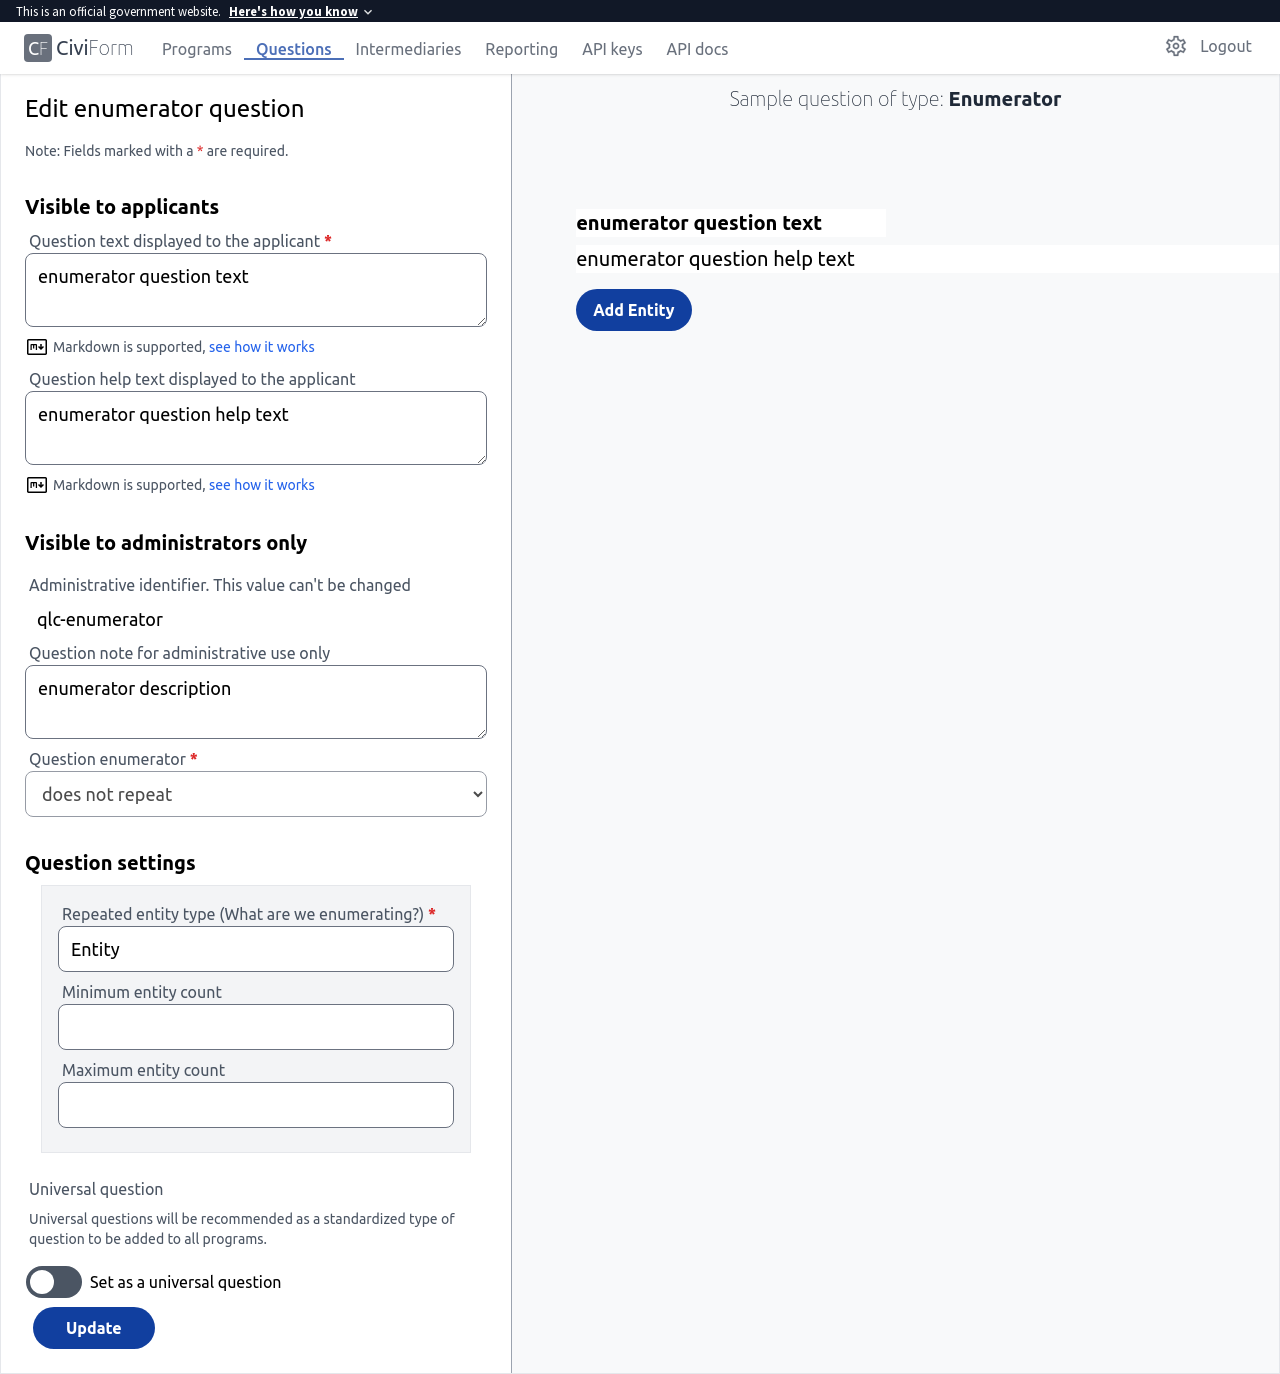 This is an official government website. Here's how you know
CF CiviForm Programs Questions Intermediaries Reporting API keys API docs Logout
Edit enumerator question
Note: Fields marked with a * are required.
Visible to applicants
Question text displayed to the applicant *
enumerator question text
Markdown is supported, see how it works
Question help text displayed to the applicant
enumerator question help text
Markdown is supported, see how it works
Visible to administrators only
Administrative identifier. This value can't be changed
qlc-enumerator
Question note for administrative use only
enumerator description
Question enumerator *
does not repeat
Question settings
Repeated entity type (What are we enumerating?) *
Entity
Minimum entity count
Maximum entity count
Universal question
Universal questions will be recommended as a standardized type of
question to be added to all programs.
Set as a universal question
Update
Sample question of type: Enumerator
enumerator question text
enumerator question help text
Add Entity